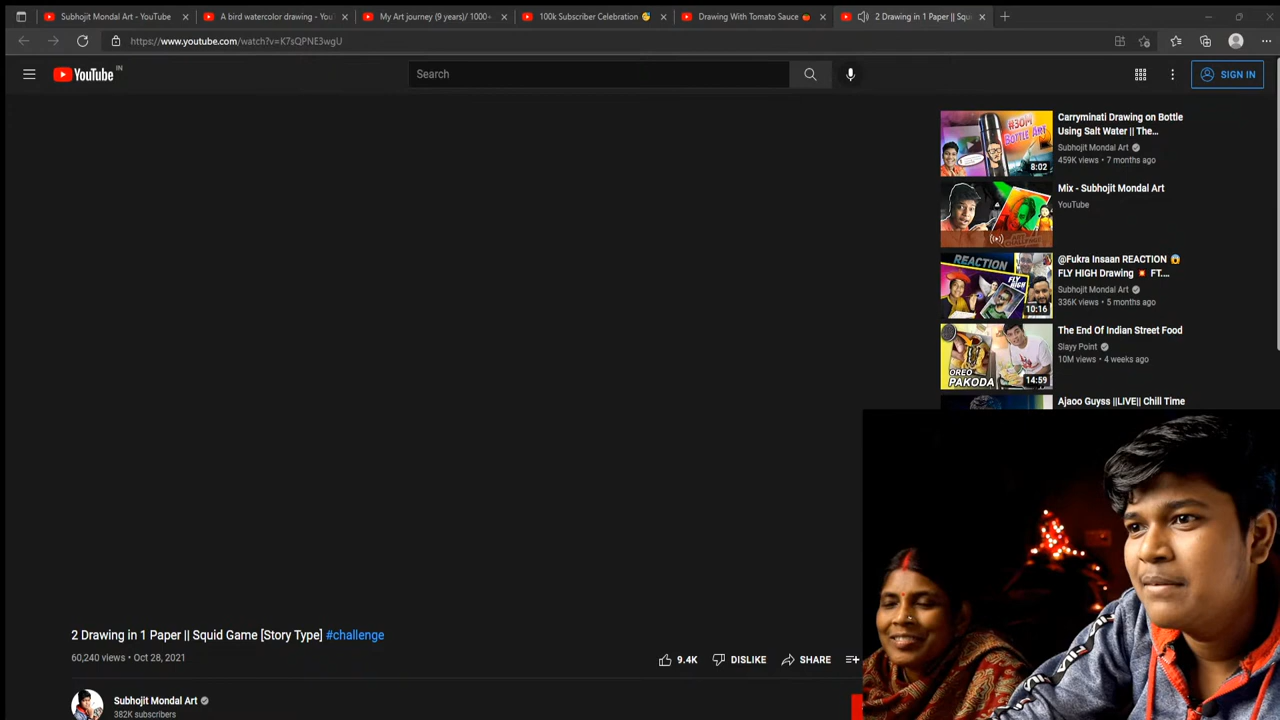 Subhojit Mondal Art - YouTube
A bird watercolor drawing - You
My Art journey (9 years)/ 1000+
100k Subscriber Celebration 🥳
Drawing With Tomato Sauce 🍅
2 Drawing in 1 Paper || Squi
https://www.youtube.com/watch?v=K7sQPNE3wgU
YouTube IN
Search
SIGN IN
Carryminati Drawing on Bottle
Using Salt Water || The...
Subhojit Mondal Art
459K views • 7 months ago
#30M
BOTTLE ART
8:02
Mix - Subhojit Mondal Art
YouTube
@Fukra Insaan REACTION 😱
FLY HIGH Drawing 💥 FT....
Subhojit Mondal Art
336K views • 5 months ago
REACTION
FLY
HIGH
10:16
The End Of Indian Street Food
Slayy Point
10M views • 4 weeks ago
OREO
PAKODA
14:59
Ajaoo Guyss ||LIVE|| Chill Time
2 Drawing in 1 Paper || Squid Game [Story Type] #challenge
60,240 views • Oct 28, 2021
9.4K
DISLIKE
SHARE
Subhojit Mondal Art
382K subscribers